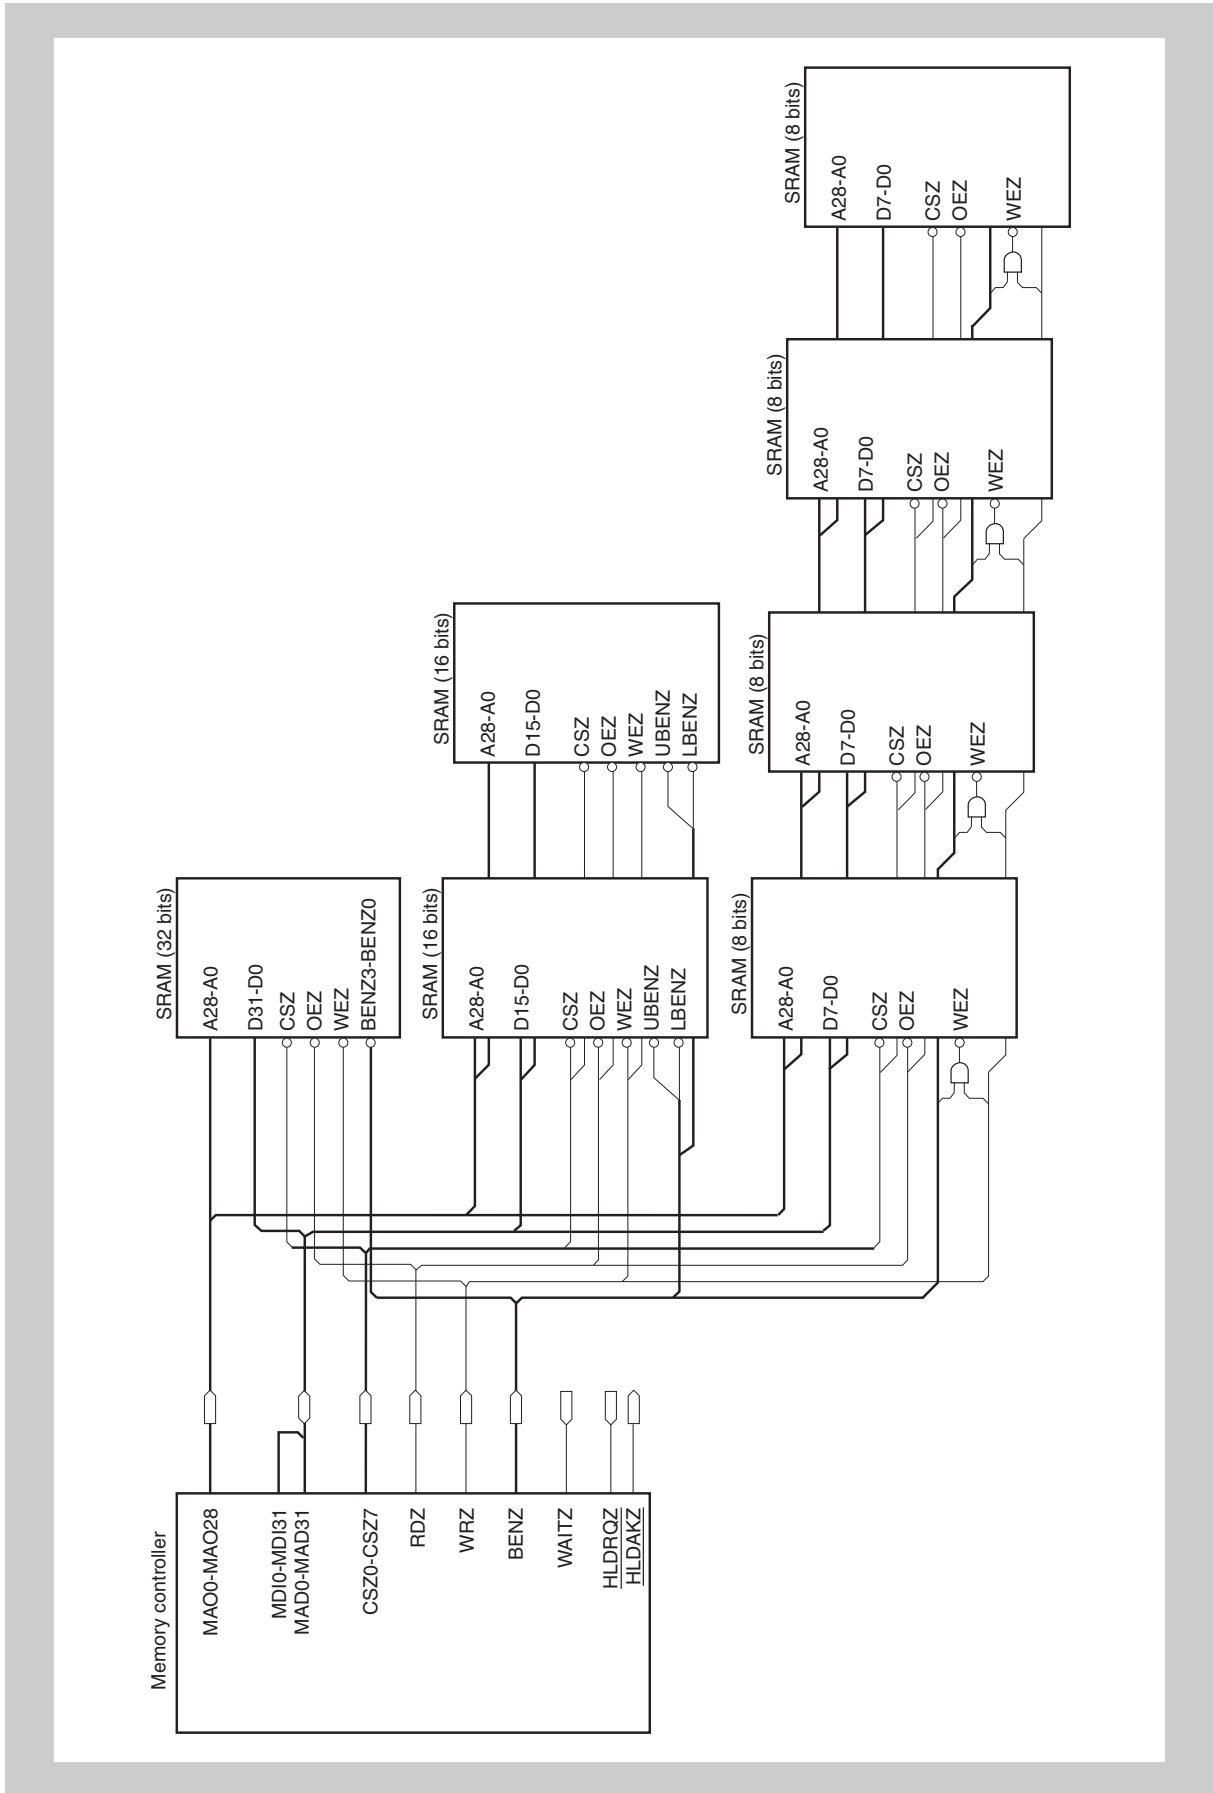 Memory controller
MAO0-MAO28
MDI0-MDI31
MAD0-MAD31
CSZ0-CSZ7
RDZ
WRZ
BENZ
WAITZ
HLDRQZ
HLDAKZ
SRAM (32 bits)
A28-A0
D31-D0
CSZ
OEZ
WEZ
BENZ3-BENZ0
SRAM (16 bits)
A28-A0
D15-D0
CSZ
OEZ
WEZ
UBENZ
LBENZ
SRAM (16 bits)
A28-A0
D15-D0
CSZ
OEZ
WEZ
UBENZ
LBENZ
SRAM (8 bits)
A28-A0
D7-D0
CSZ
OEZ
WEZ
SRAM (8 bits)
A28-A0
D7-D0
CSZ
OEZ
WEZ
SRAM (8 bits)
A28-A0
D7-D0
CSZ
OEZ
WEZ
SRAM (8 bits)
A28-A0
D7-D0
CSZ
OEZ
WEZ